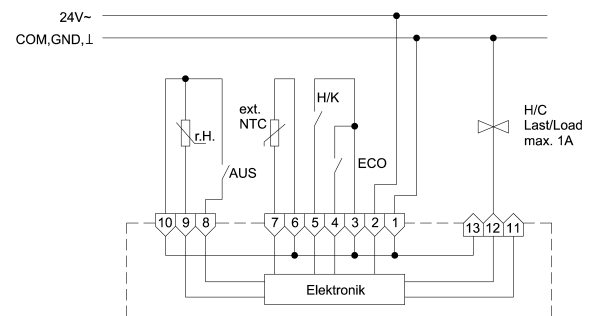 24V~
COM,GND,⊥
r.H.
AUS
ext.
NTC
H/K
ECO
H/C
Last/Load
max. 1A
10 9 8 7 6 5 4 3 2 1 13 12 11
Elektronik